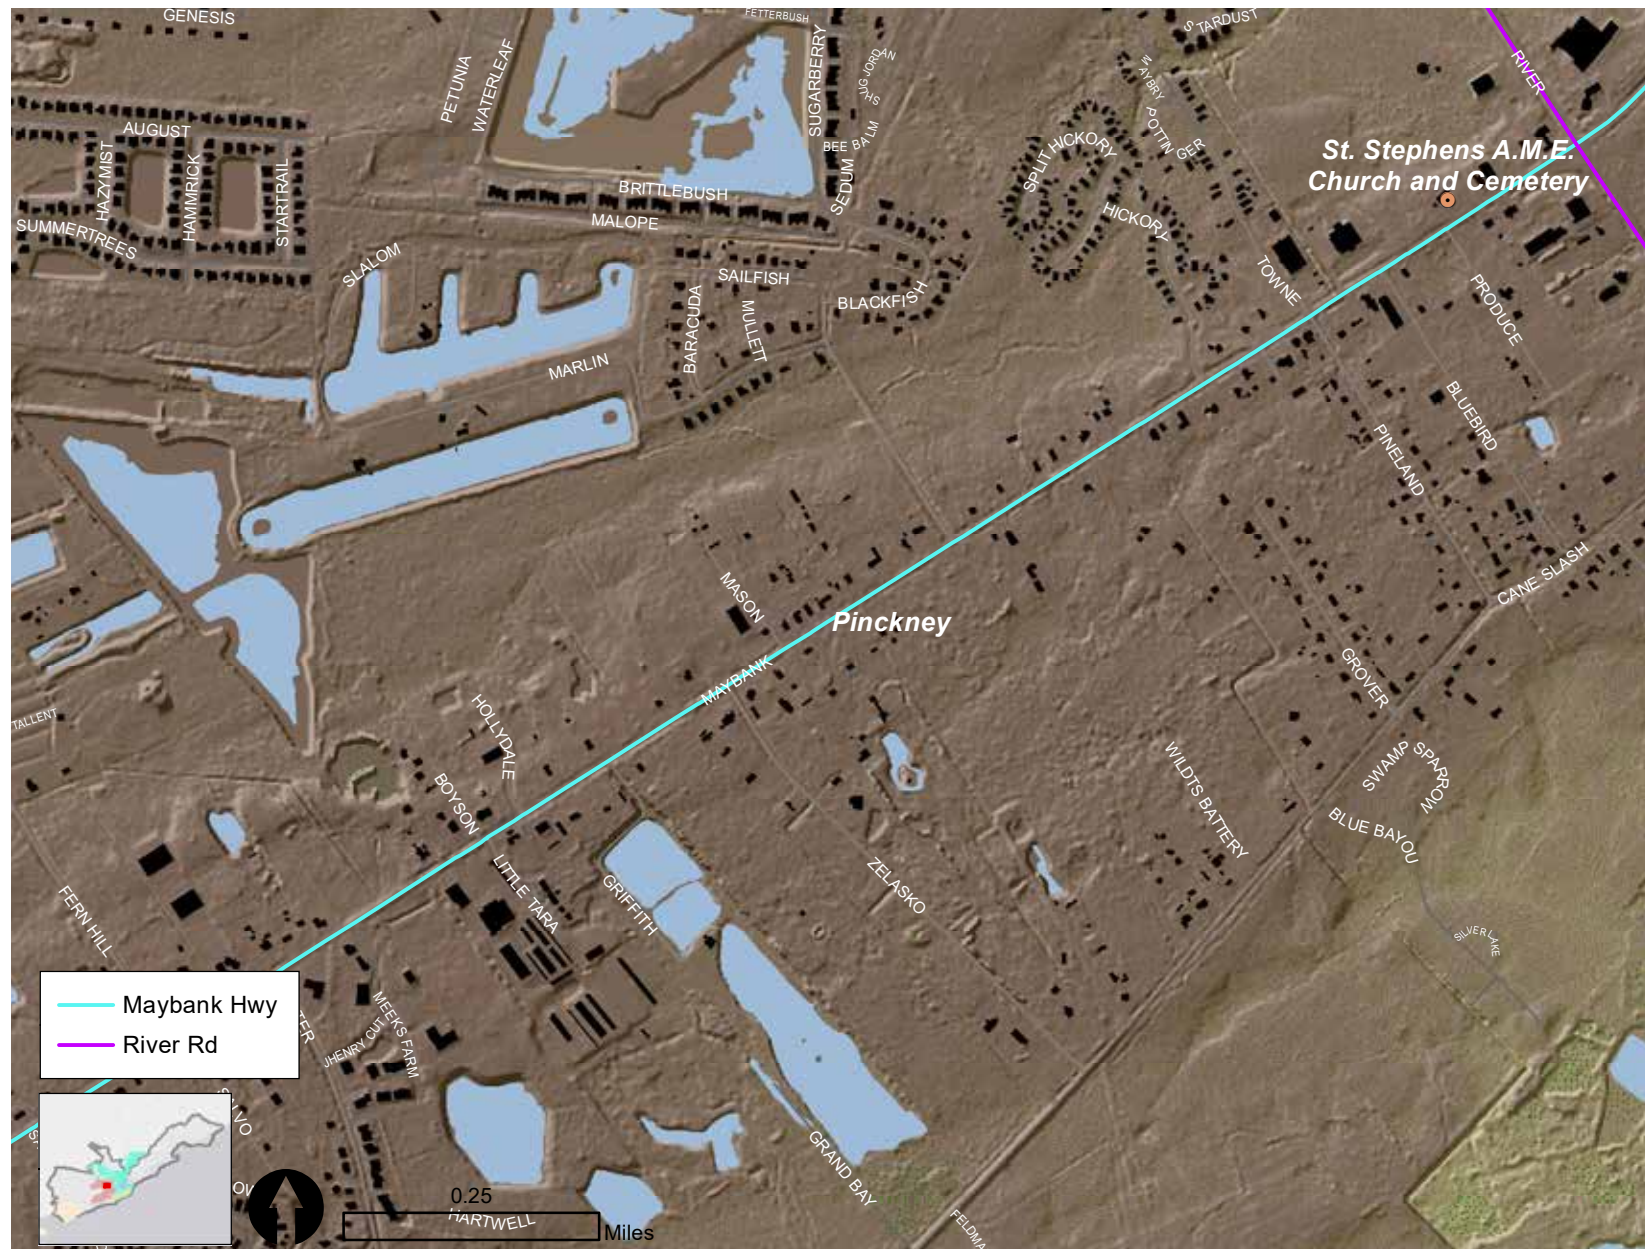 GENESIS
FETTERBUSH
STARDUST
PETUNIA
WATERLEAF
SUGARBERRY
RIVER
MAYBRY
AUGUST
BEE BALM
POTTINGER
SPLIT HICKORY
St. Stephens A.M.E.
Church and Cemetery
HAZYMIST
HAMMRICK
STARTRAIL
BRITTLEBUSH
SEDUM
MALOPE
HICKORY
SUMMERTREES
SLALOM
SAILFISH
BLACKFISH
TOWNE
PRODUCE
BARACUDA
MULLETT
MARLIN
BLUEBIRD
PINELAND
MASON
CANE SLASH
Pinckney
MAYBANK
GROVER
TALLENT
HOLLYDALE
SWAMP SPARROW
WILDTS BATTERY
BOYSON
BLUE BAYOU
LITTLE TARA
GRIFFITH
ZELASKO
FERN HILL
SILVER LAKE
Maybank Hwy
River Rd
MEEKS FARM
JHENRY CUT
GRAND BAY
0.25
Miles
HARTWELL
FELDMA